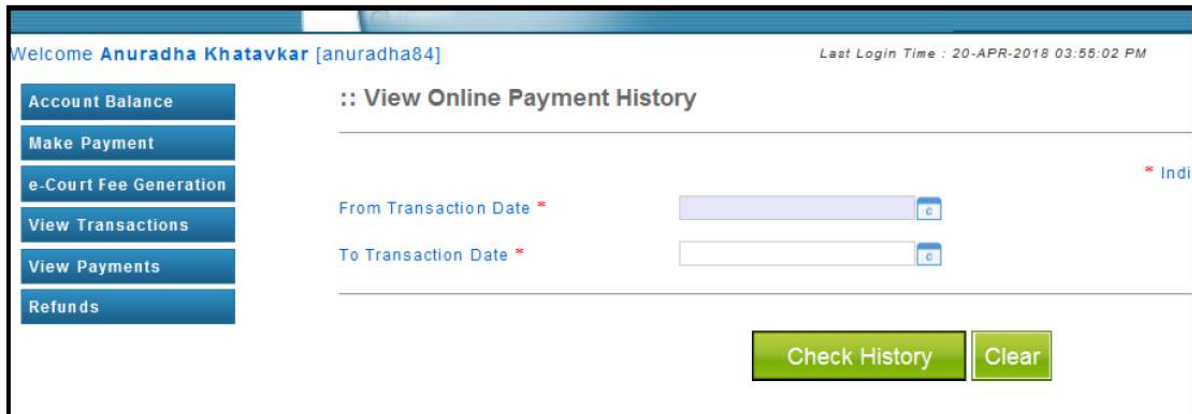 Welcome Anuradha Khatavkar [anuradha84]
Last Login Time : 20-APR-2018 03:55:02 PM
Account Balance
Make Payment
e-Court Fee Generation
View Transactions
View Payments
Refunds
:: View Online Payment History
* Indi
From Transaction Date *
To Transaction Date *
Check History
Clear